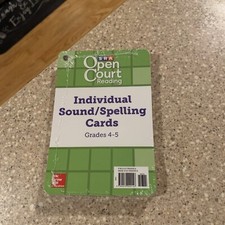 SRA
Open
Court
Reading
Individual
Sound/Spelling
Cards
Grades 4-5